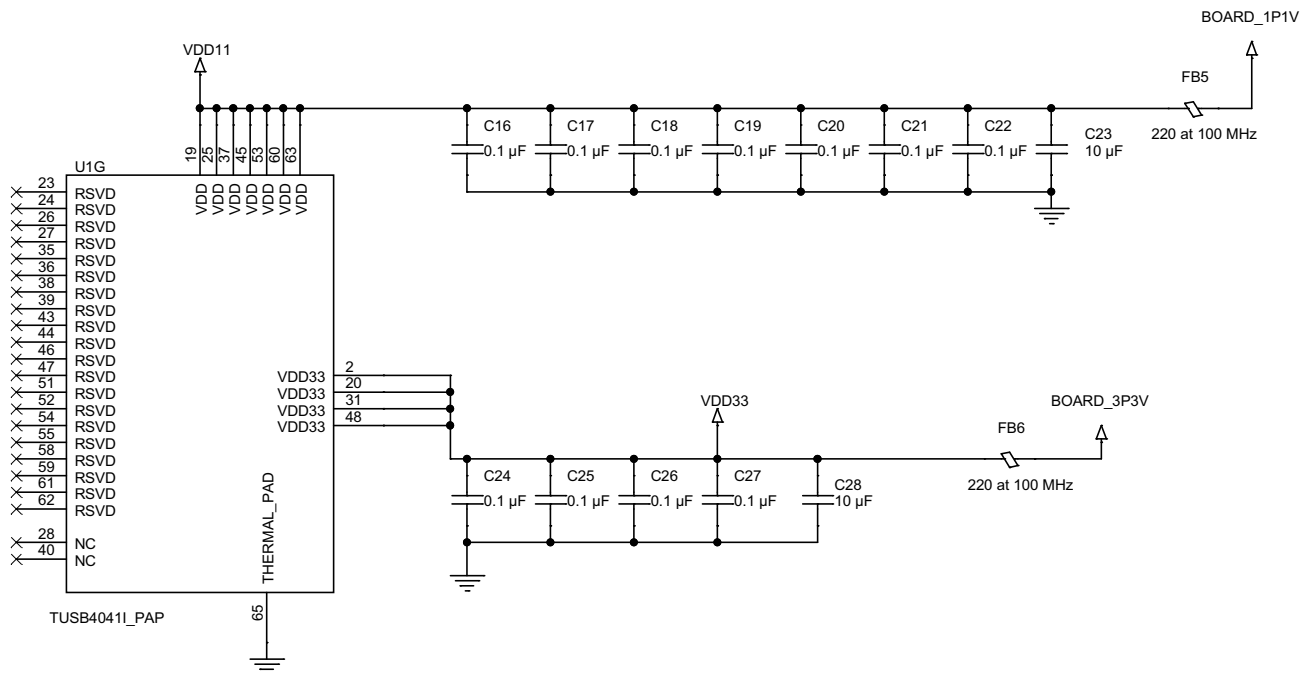 BOARD_1P1V
VDD11
FB5
220 at 100 MHz
C16
0.1 µF
C17
0.1 µF
C18
0.1 µF
C19
0.1 µF
C20
0.1 µF
C21
0.1 µF
C22
0.1 µF
C23
10 µF
19
25
37
45
53
60
63
U1G
VDD
VDD
VDD
VDD
VDD
VDD
VDD
23
RSVD
24
RSVD
26
RSVD
27
RSVD
35
RSVD
36
RSVD
38
RSVD
39
RSVD
43
RSVD
44
RSVD
46
RSVD
47
RSVD
51
RSVD
52
RSVD
54
RSVD
55
RSVD
58
RSVD
59
RSVD
61
RSVD
62
RSVD
28
NC
40
NC
VDD33
2
VDD33
20
VDD33
31
VDD33
48
VDD33
BOARD_3P3V
FB6
220 at 100 MHz
C24
0.1 µF
C25
0.1 µF
C26
0.1 µF
C27
0.1 µF
C28
10 µF
THERMAL_PAD
65
TUSB4041I_PAP